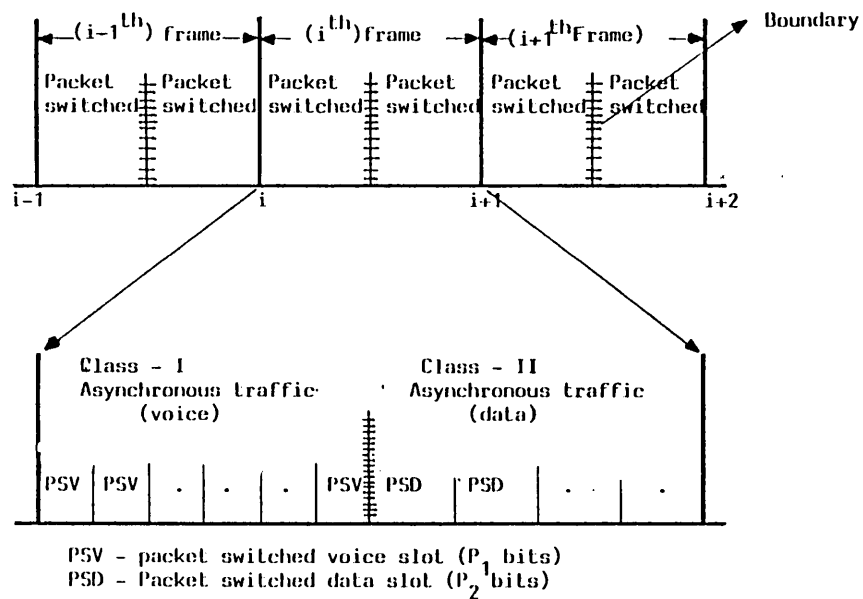 (i-1th) frame (ith)frame (i+1thFrame) Boundary
Packet switched Packet switched Packet switched Packet switched Packet switched Packet switched
i-1 i i+1 i+2
Class - I Class - II
Asynchronous traffic Asynchronous traffic
(voice) (data)
PSV PSV . . . PSV PSD PSD . .
PSV - packet switched voice slot (P1 bits)
PSD - Packet switched data slot (P2 bits)